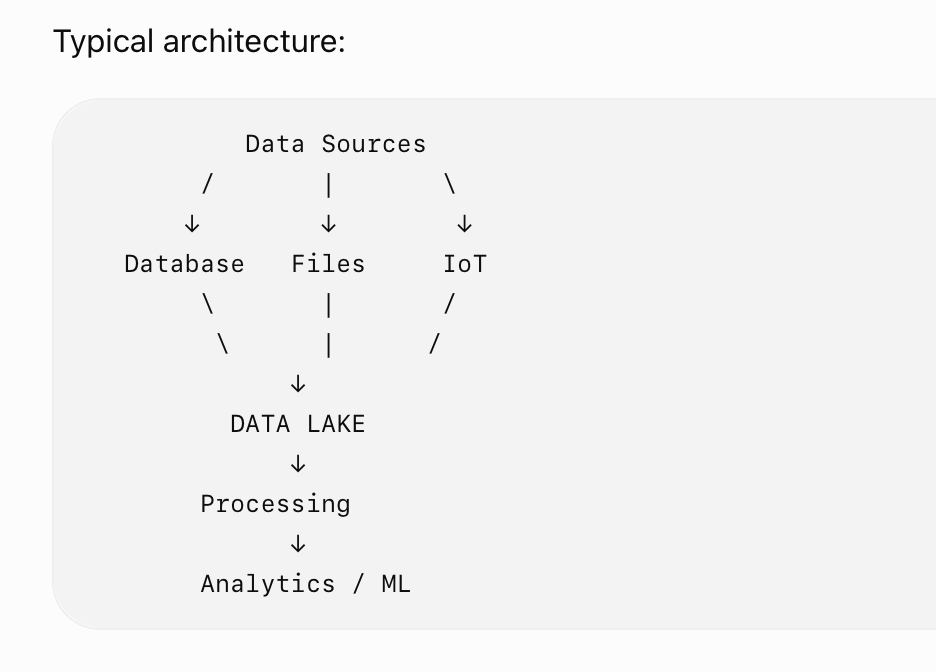 Typical architecture:
Data Sources
/ | \
↓ ↓ ↓
Database Files IoT
\ | /
\ | /
↓
DATA LAKE
↓
Processing
↓
Analytics / ML